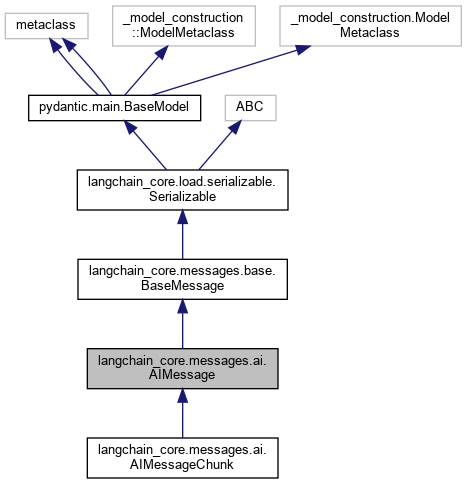 metaclass
_model_construction
::ModelMetaclass
_model_construction.Model
Metaclass
pydantic.main.BaseModel
ABC
langchain_core.load.serializable.
Serializable
langchain_core.messages.base.
BaseMessage
langchain_core.messages.ai.
AIMessage
langchain_core.messages.ai.
AIMessageChunk